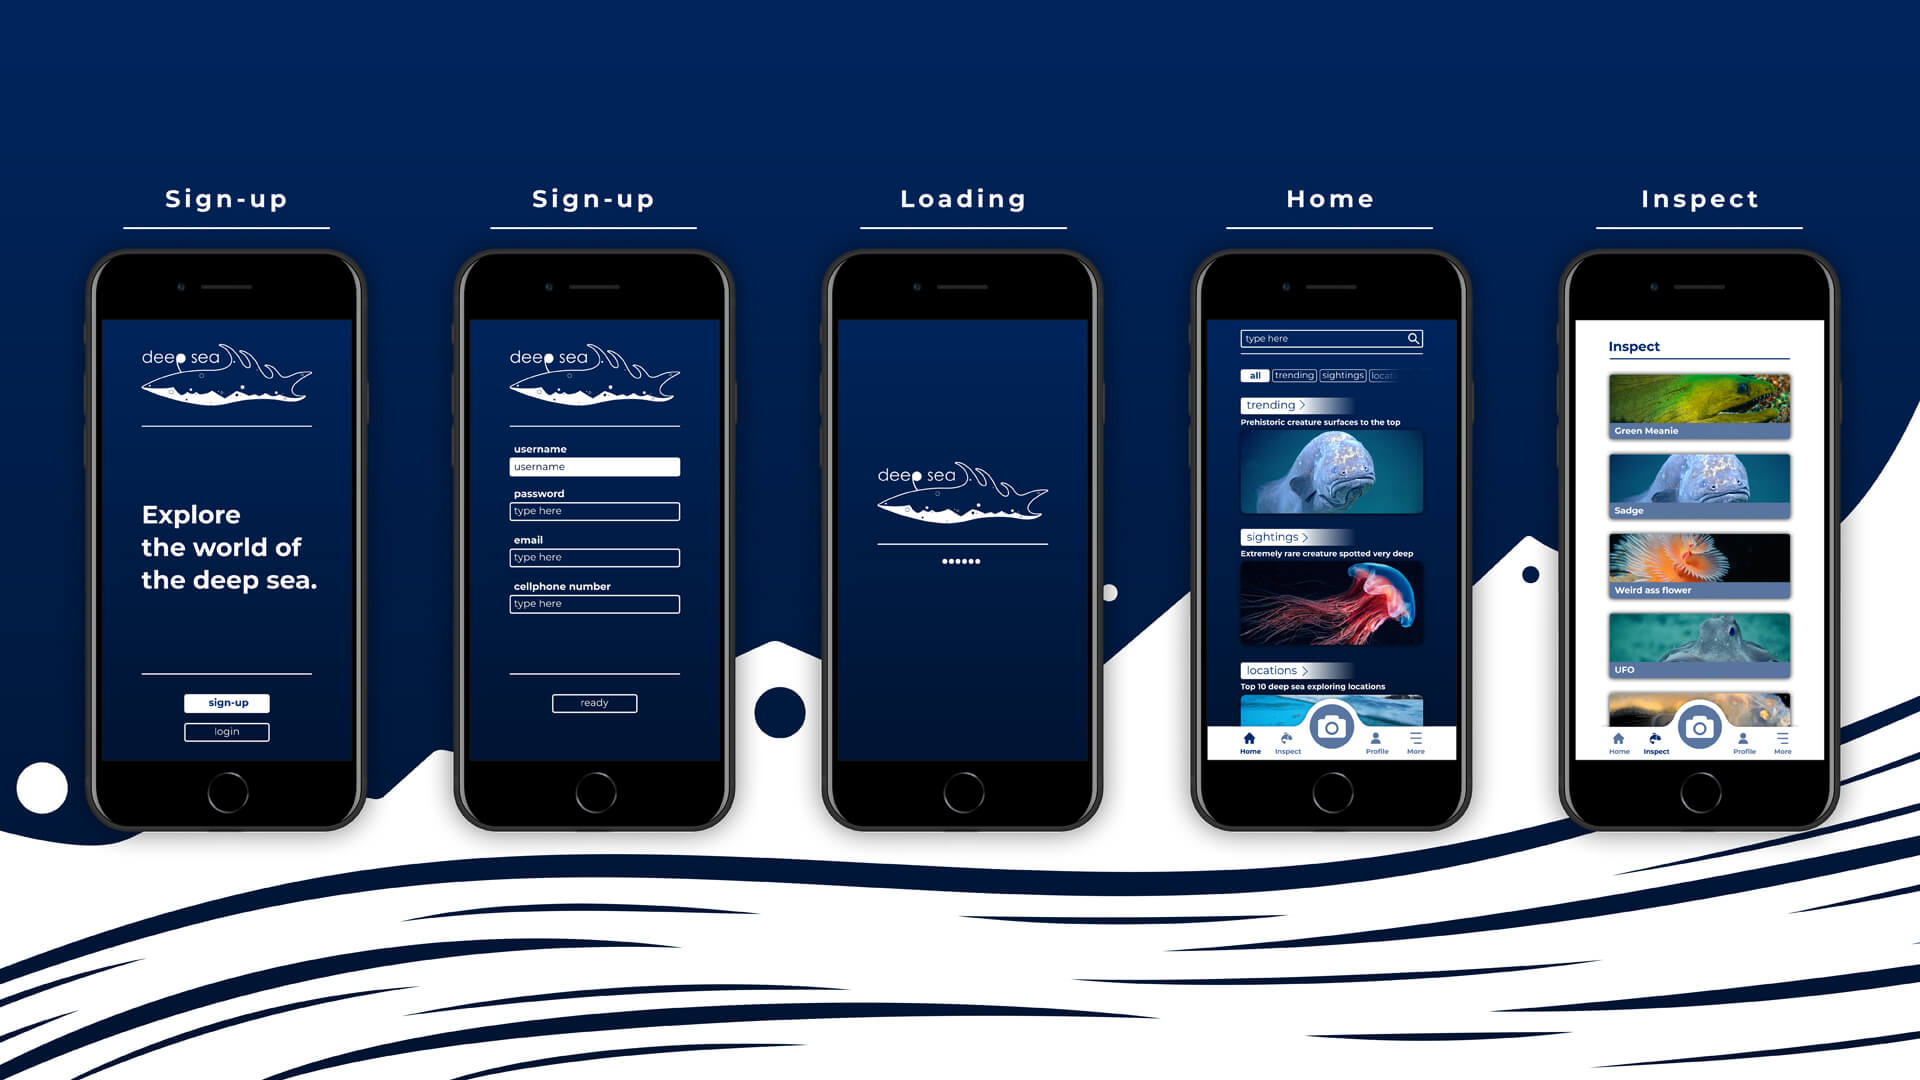 Sign-up
deep sea
Explore
the world of
the deep sea.
sign-up
login
Sign-up
deep sea
username
username
password
type here
email
type here
cellphone number
type here
ready
Loading
deep sea
Home
type here
all trending sightings locat
trending >
Prehistoric creature surfaces to the top
sightings >
Extremely rare creature spotted very deep
locations >
Top 10 deep sea exploring locations
Home Inspect Profile More
Inspect
Inspect
Green Meanie
Sadge
Weird ass flower
UFO
Home Inspect Profile More